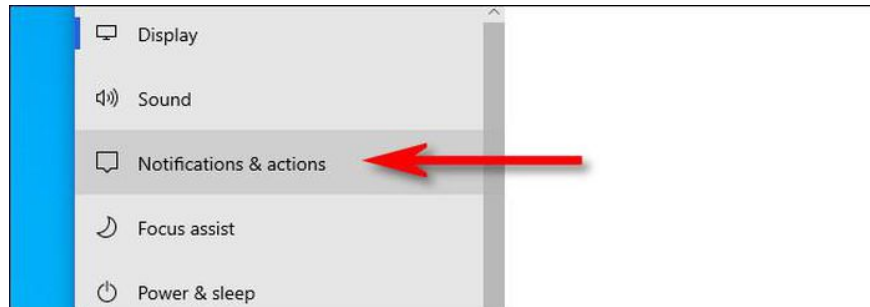 Display
Sound
Notifications & actions
Focus assist
Power & sleep